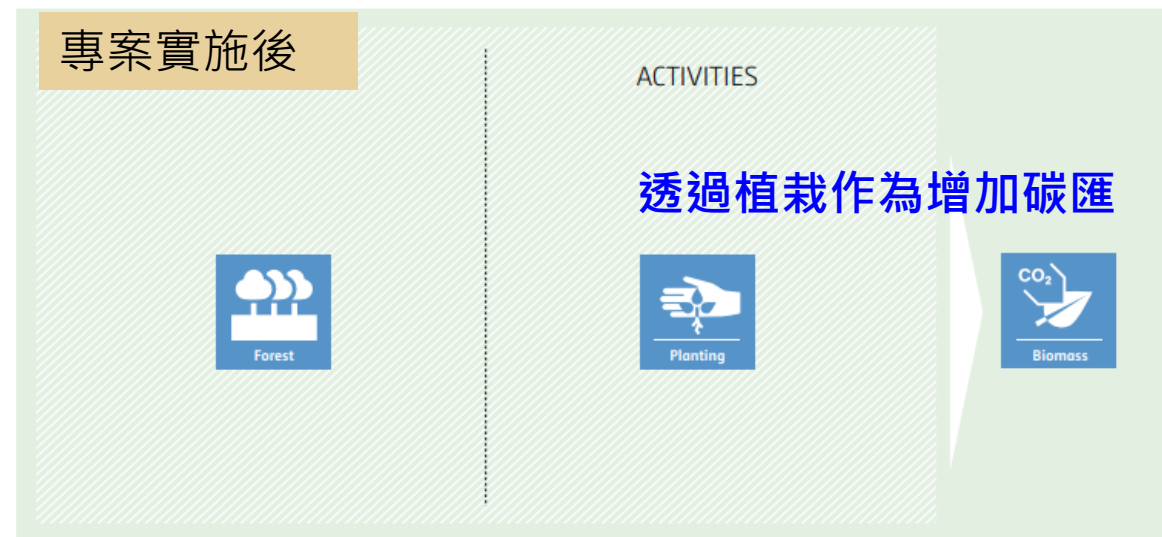 專案實施後
ACTIVITIES
透過植栽作為增加碳匯
Forest
Planting
CO₂
Biomass